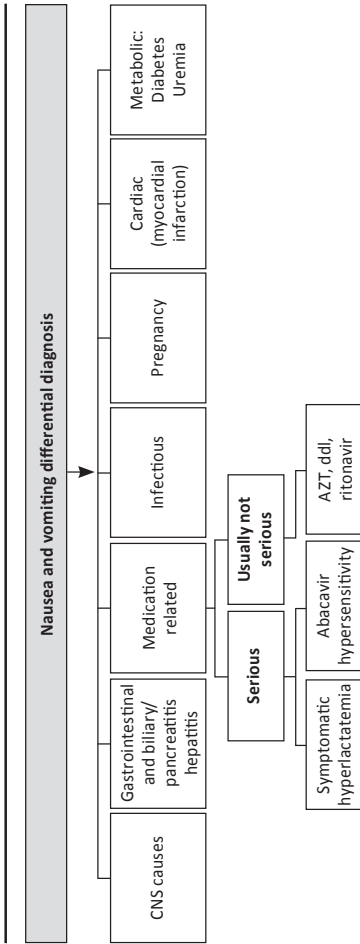 Nausea and vomiting differential diagnosis
CNS causes
Gastrointestinal
and biliary/
pancreatitis
hepatitis
Medication
related
Infectious
Pregnancy
Cardiac
(myocardial
infarction)
Metabolic:
Diabetes
Uremia
Serious
Usually not
serious
Symptomatic
hyperlactatemia
Abacavir
hypersensitivity
AZT, ddI,
ritonavir